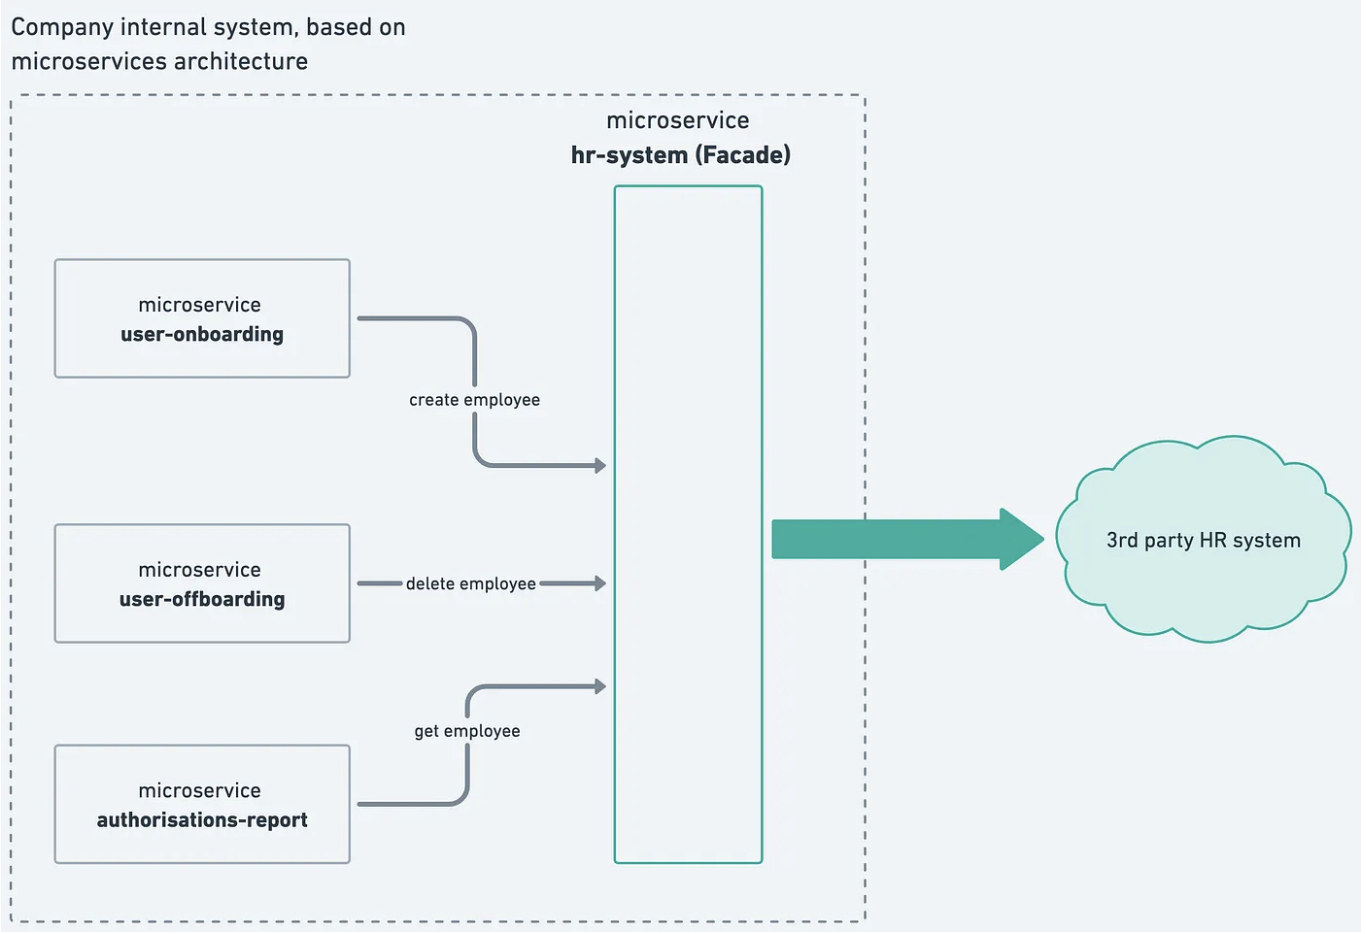 Company internal system, based on
microservices architecture
microservice
hr-system (Facade)
microservice
user-onboarding
create employee
microservice
user-offboarding
delete employee
3rd party HR system
get employee
microservice
authorisations-report